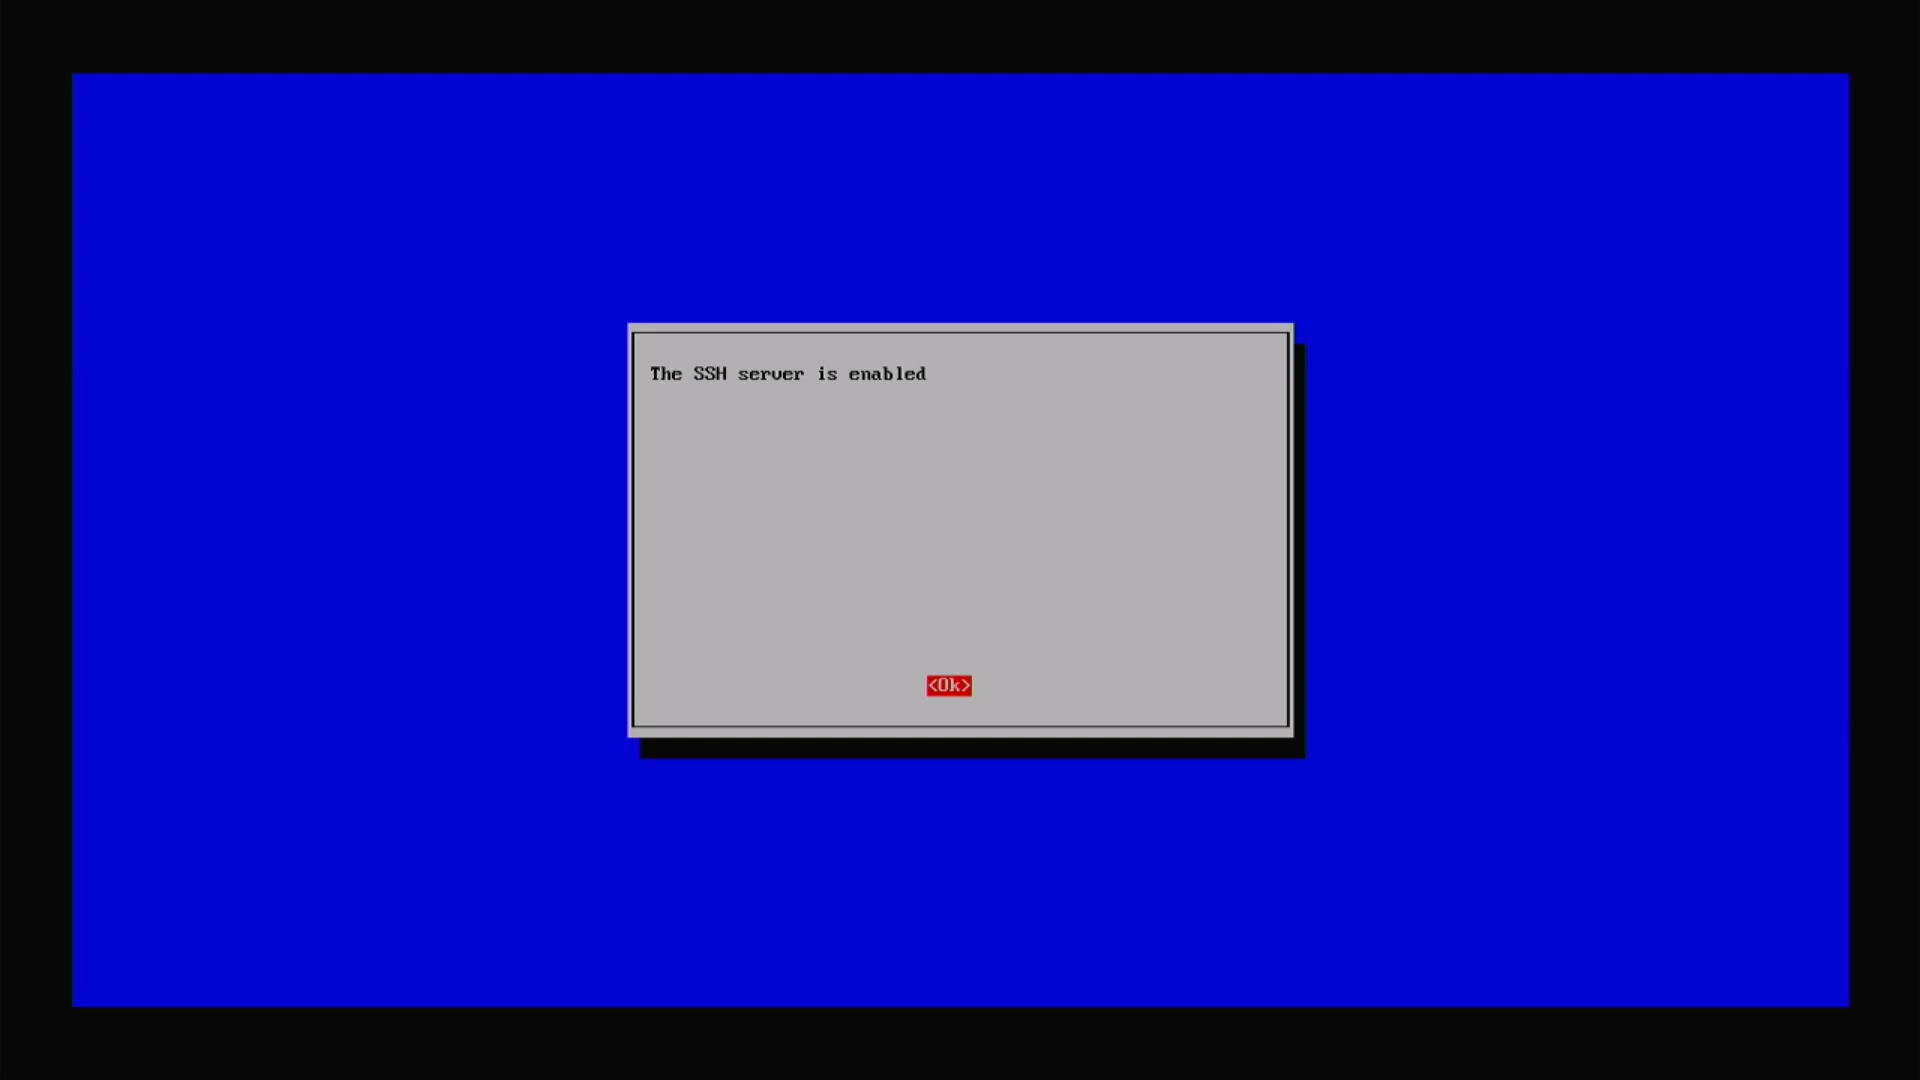 The SSH server is enabled
<Ok>